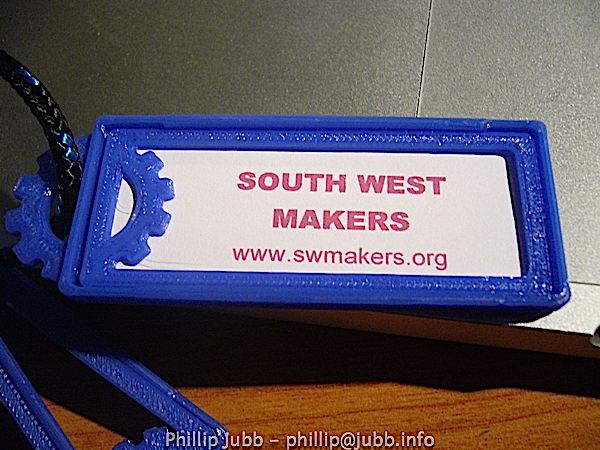 SOUTH WEST
MAKERS
www.swmakers.org
Phillip Jubb – phillip@jubb.info